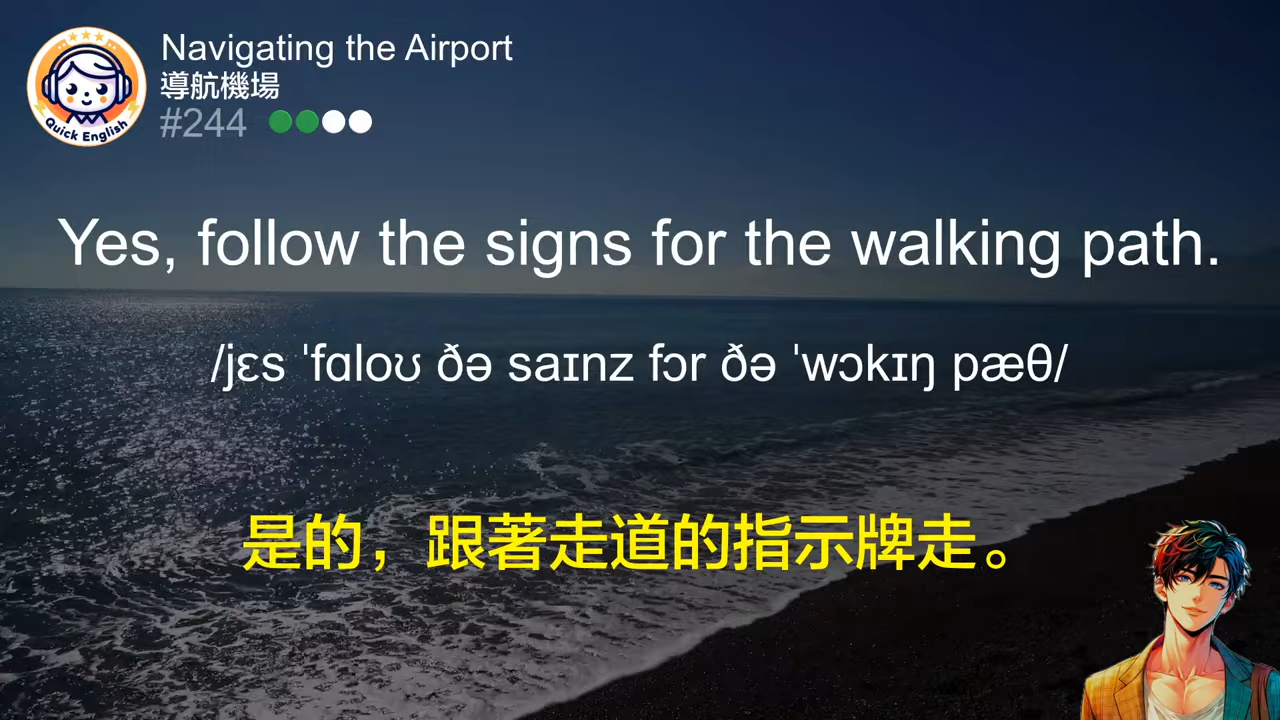 Navigating the Airport
導航機場
#244
Quick English
Yes, follow the signs for the walking path.
/jɛs ˈfɑloʊ ðə saɪnz fɔr ðə ˈwɔkɪŋ pæθ/
是的，跟著走道的指示牌走。